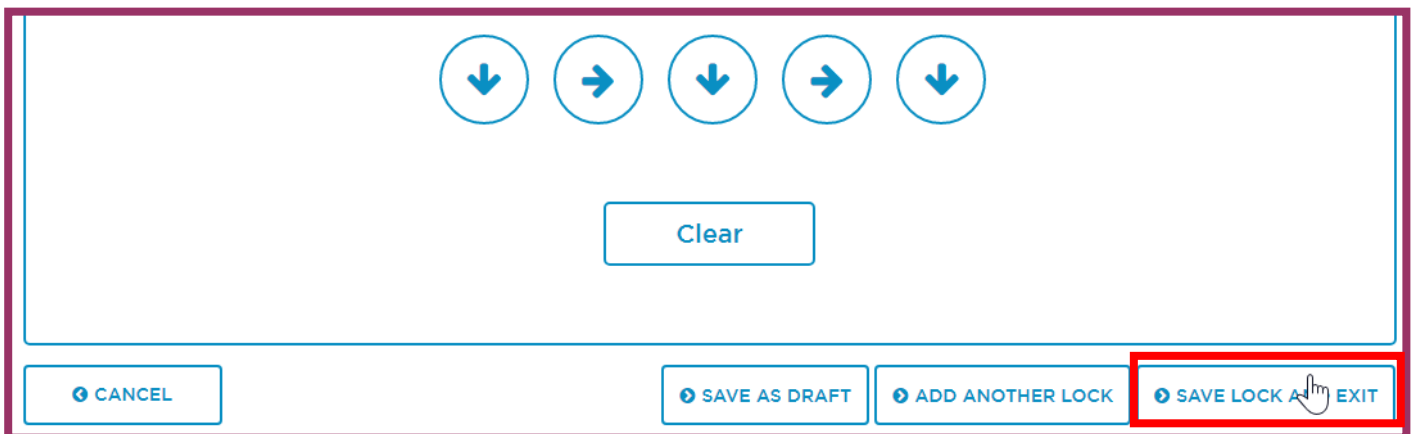 Clear
CANCEL
SAVE AS DRAFT
ADD ANOTHER LOCK
SAVE LOCK A EXIT